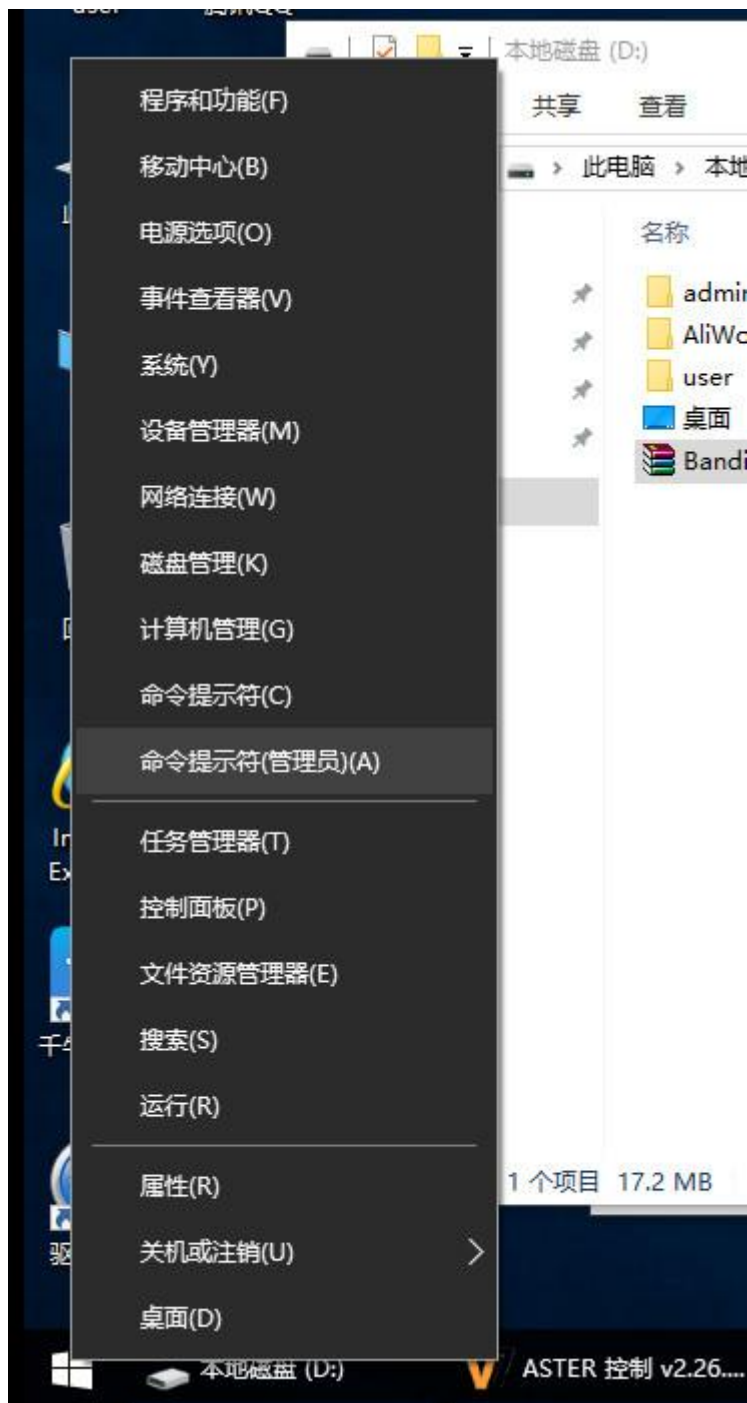 user
本地磁盘 (D:)
共享 查看
此电脑
名称
user
桌面
程序和功能(F)
移动中心(B)
电源选项(O)
事件查看器(V)
系统(Y)
设备管理器(M)
网络连接(W)
磁盘管理(K)
计算机管理(G)
命令提示符(C)
命令提示符(管理员)(A)
任务管理器(T)
控制面板(P)
文件资源管理器(E)
搜索(S)
运行(R)
属性(R)
关机或注销(U)
桌面(D)
1 个项目 17.2 MB
本地磁盘 (D:) ASTER 控制 v2.26....